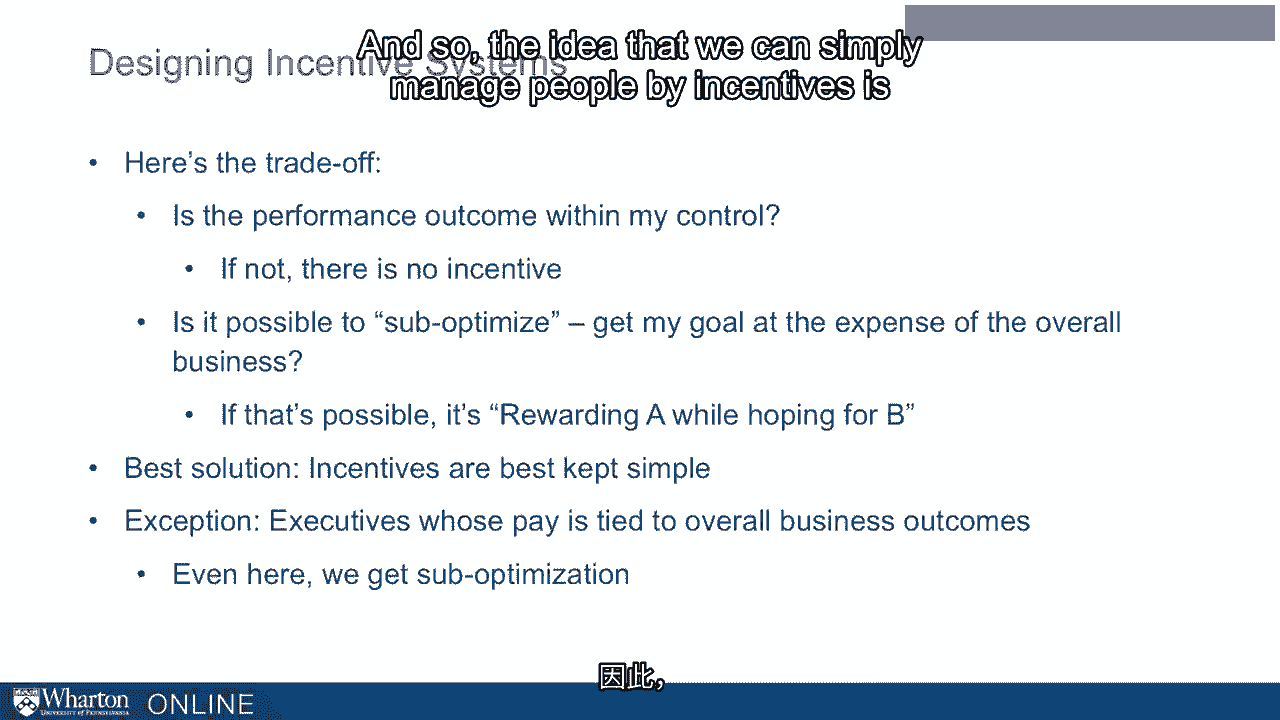 And so, the idea that we can simply
manage people by incentives is
Designing Incentive Systems
• Here’s the trade-off:
• Is the performance outcome within my control?
• If not, there is no incentive
• Is it possible to “sub-optimize” – get my goal at the expense of the overall
business?
• If that’s possible, it’s “Rewarding A while hoping for B”
• Best solution: Incentives are best kept simple
• Exception: Executives whose pay is tied to overall business outcomes
• Even here, we get sub-optimization
因此,
Wharton ONLINE
UNIVERSITY of PENNSYLVANIA